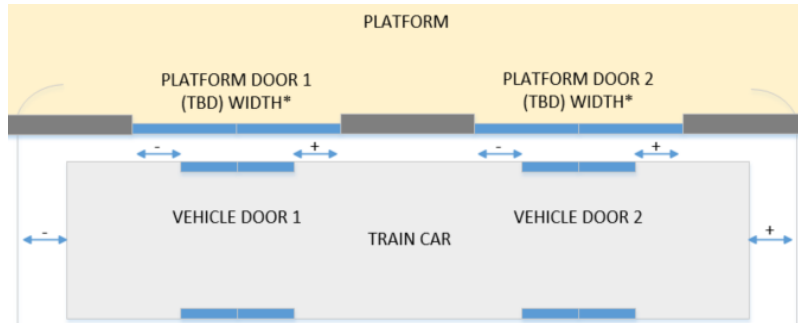 PLATFORM
PLATFORM DOOR 1
(TBD) WIDTH*
PLATFORM DOOR 2
(TBD) WIDTH*
- +
- +
VEHICLE DOOR 1
VEHICLE DOOR 2
-
TRAIN CAR
+